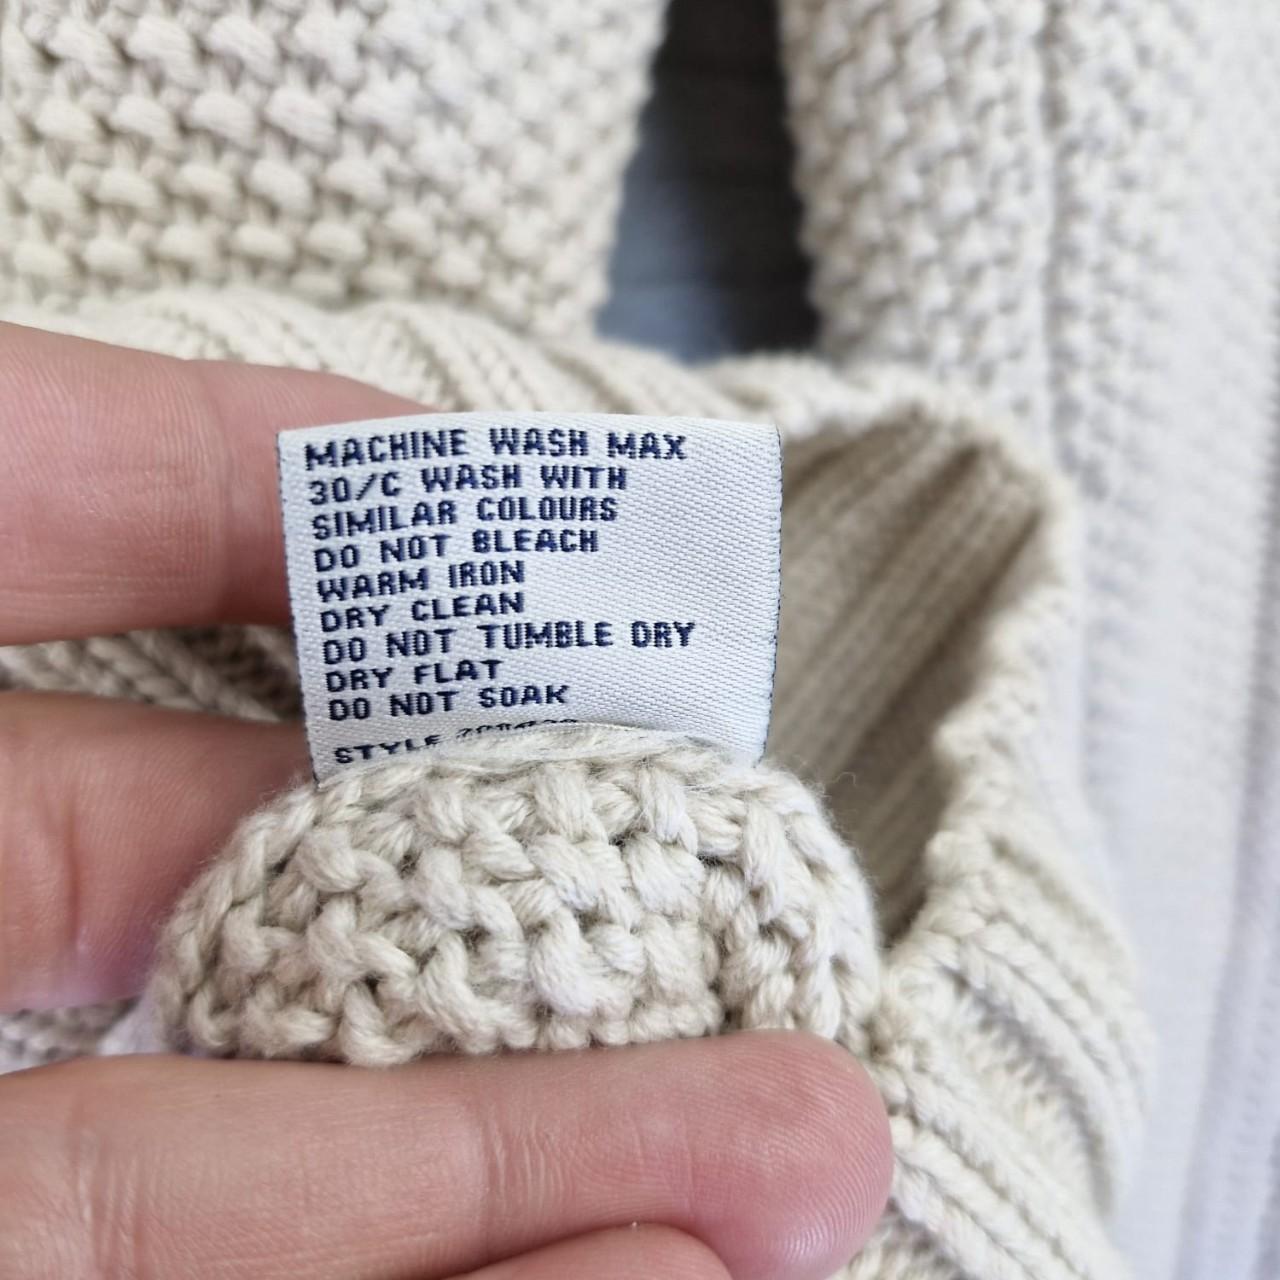 MACHINE WASH MAX
30/C WASH WITH
SIMILAR COLOURS
DO NOT BLEACH
WARM IRON
DRY CLEAN
DO NOT TUMBLE DRY
DRY FLAT
DO NOT SOAK
STYLE